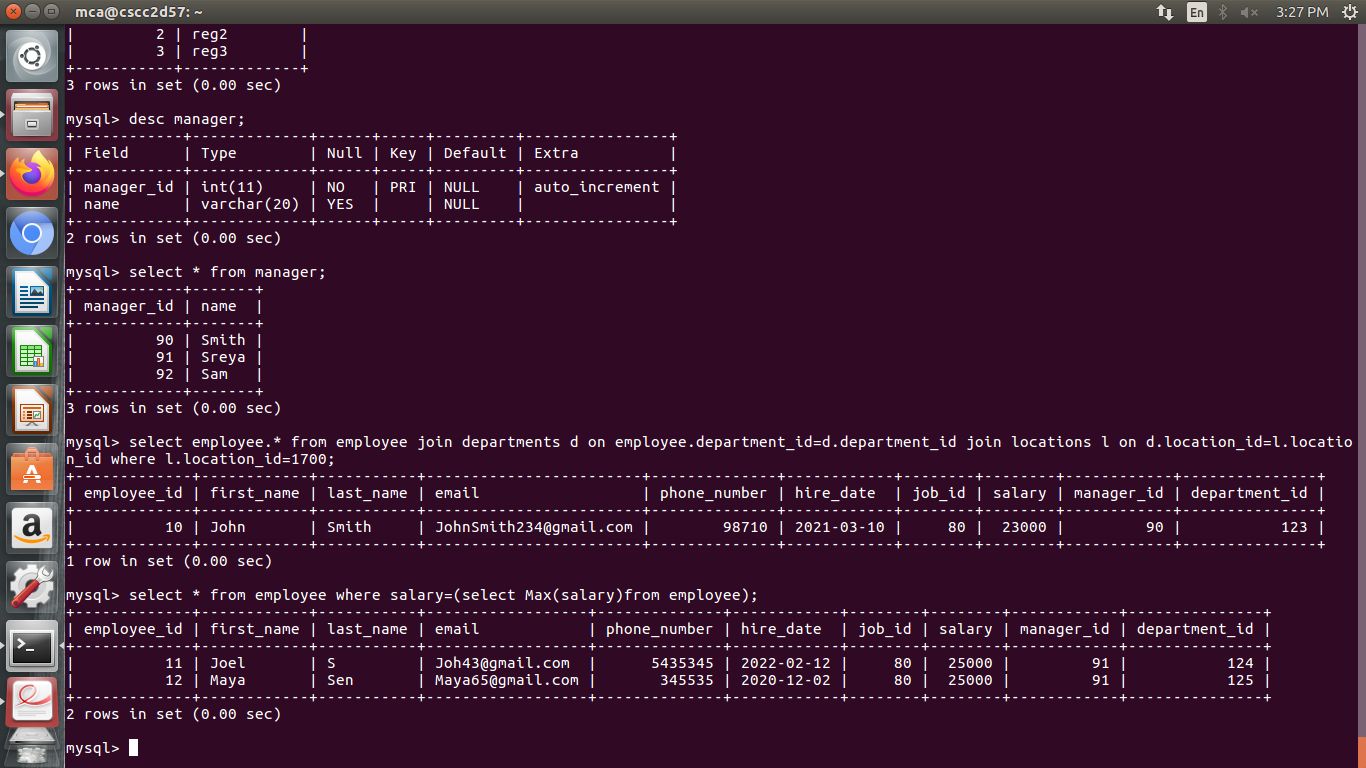 mca@cscc2d57: ~
En
3:27 PM
|          2 | reg2        |
|          3 | reg3        |
+------------+-------------+
3 rows in set (0.00 sec)
mysql> desc manager;
+------------+-------------+------+-----+---------+----------------+
| Field      | Type        | Null | Key | Default | Extra          |
+------------+-------------+------+-----+---------+----------------+
| manager_id | int(11)     | NO   | PRI | NULL    | auto_increment |
| name       | varchar(20) | YES  |     | NULL    |                |
+------------+-------------+------+-----+---------+----------------+
2 rows in set (0.00 sec)
mysql> select * from manager;
+------------+-------+
| manager_id | name  |
+------------+-------+
|         90 | Smith |
|         91 | Sreya |
|         92 | Sam   |
+------------+-------+
3 rows in set (0.00 sec)
mysql> select employee.* from employee join departments d on employee.department_id=d.department_id join locations l on d.location_id=l.locatio
n_id where l.location_id=1700;
+-------------+------------+-----------+------------------------+--------------+------------+--------+--------+------------+---------------+
| employee_id | first_name | last_name | email                  | phone_number | hire_date  | job_id | salary | manager_id | department_id |
+-------------+------------+-----------+------------------------+--------------+------------+--------+--------+------------+---------------+
|          10 | John       | Smith     | JohnSmith234@gmail.com |        98710 | 2021-03-10 |     80 |  23000 |         90 |           123 |
+-------------+------------+-----------+------------------------+--------------+------------+--------+--------+------------+---------------+
1 row in set (0.00 sec)
mysql> select * from employee where salary=(select Max(salary)from employee);
+-------------+------------+-----------+------------------+--------------+------------+--------+--------+------------+---------------+
| employee_id | first_name | last_name | email            | phone_number | hire_date  | job_id | salary | manager_id | department_id |
+-------------+------------+-----------+------------------+--------------+------------+--------+--------+------------+---------------+
|          11 | Joel       | S         | Joh43@gmail.com  |      5435345 | 2022-02-12 |     80 |  25000 |         91 |           124 |
|          12 | Maya       | Sen       | Maya65@gmail.com |       345535 | 2020-12-02 |     80 |  25000 |         91 |           125 |
+-------------+------------+-----------+------------------+--------------+------------+--------+--------+------------+---------------+
2 rows in set (0.00 sec)
mysql>